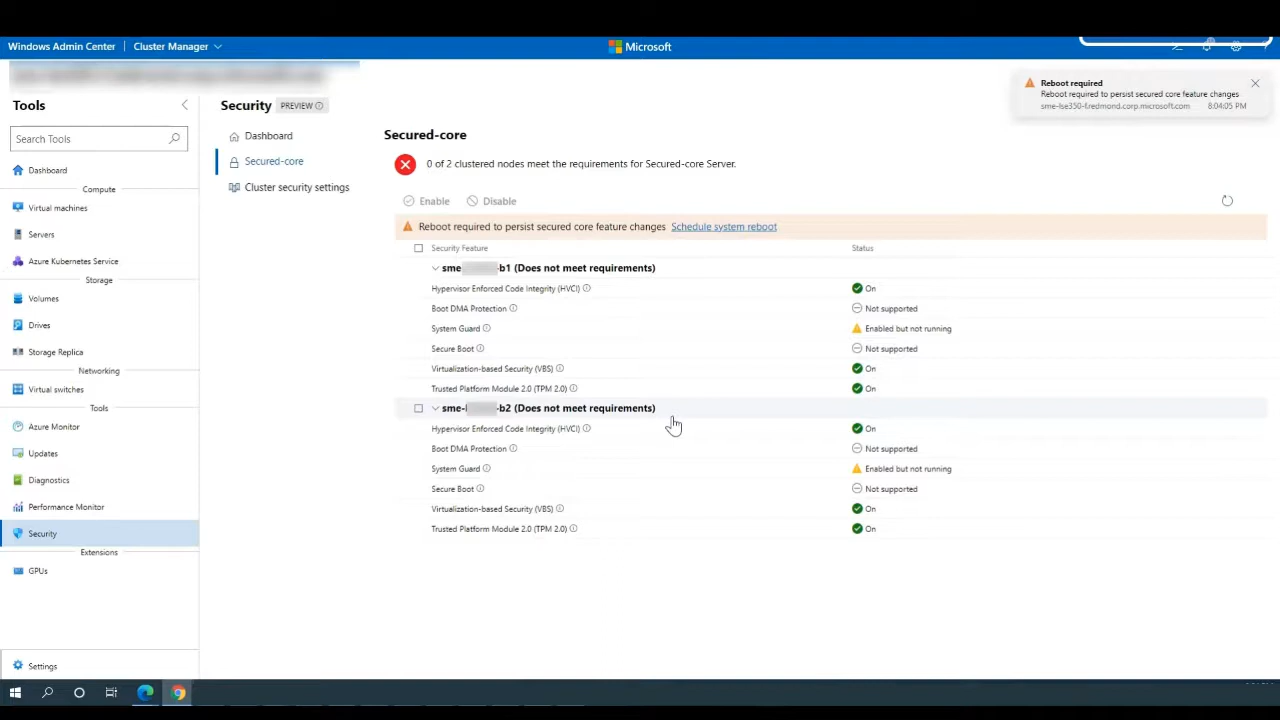 Windows Admin Center | Cluster Manager
Microsoft
Reboot required
Reboot required to persist secured core feature changes
sme-lse350-f.redmond.corp.microsoft.com 8:04:05 PM
Tools
Search Tools
Dashboard
Compute
Virtual machines
Servers
Azure Kubernetes Service
Storage
Volumes
Drives
Storage Replica
Networking
Virtual switches
Tools
Azure Monitor
Updates
Diagnostics
Performance Monitor
Security
Extensions
GPUs
Settings
Security PREVIEW
Dashboard
Secured-core
Cluster security settings
Secured-core
0 of 2 clustered nodes meet the requirements for Secured-core Server.
Enable Disable
Reboot required to persist secured core feature changes Schedule system reboot
Security Feature Status
sme -b1 (Does not meet requirements)
Hypervisor Enforced Code Integrity (HVCI) On
Boot DMA Protection Not supported
System Guard Enabled but not running
Secure Boot Not supported
Virtualization-based Security (VBS) On
Trusted Platform Module 2.0 (TPM 2.0) On
sme- -b2 (Does not meet requirements)
Hypervisor Enforced Code Integrity (HVCI) On
Boot DMA Protection Not supported
System Guard Enabled but not running
Secure Boot Not supported
Virtualization-based Security (VBS) On
Trusted Platform Module 2.0 (TPM 2.0) On